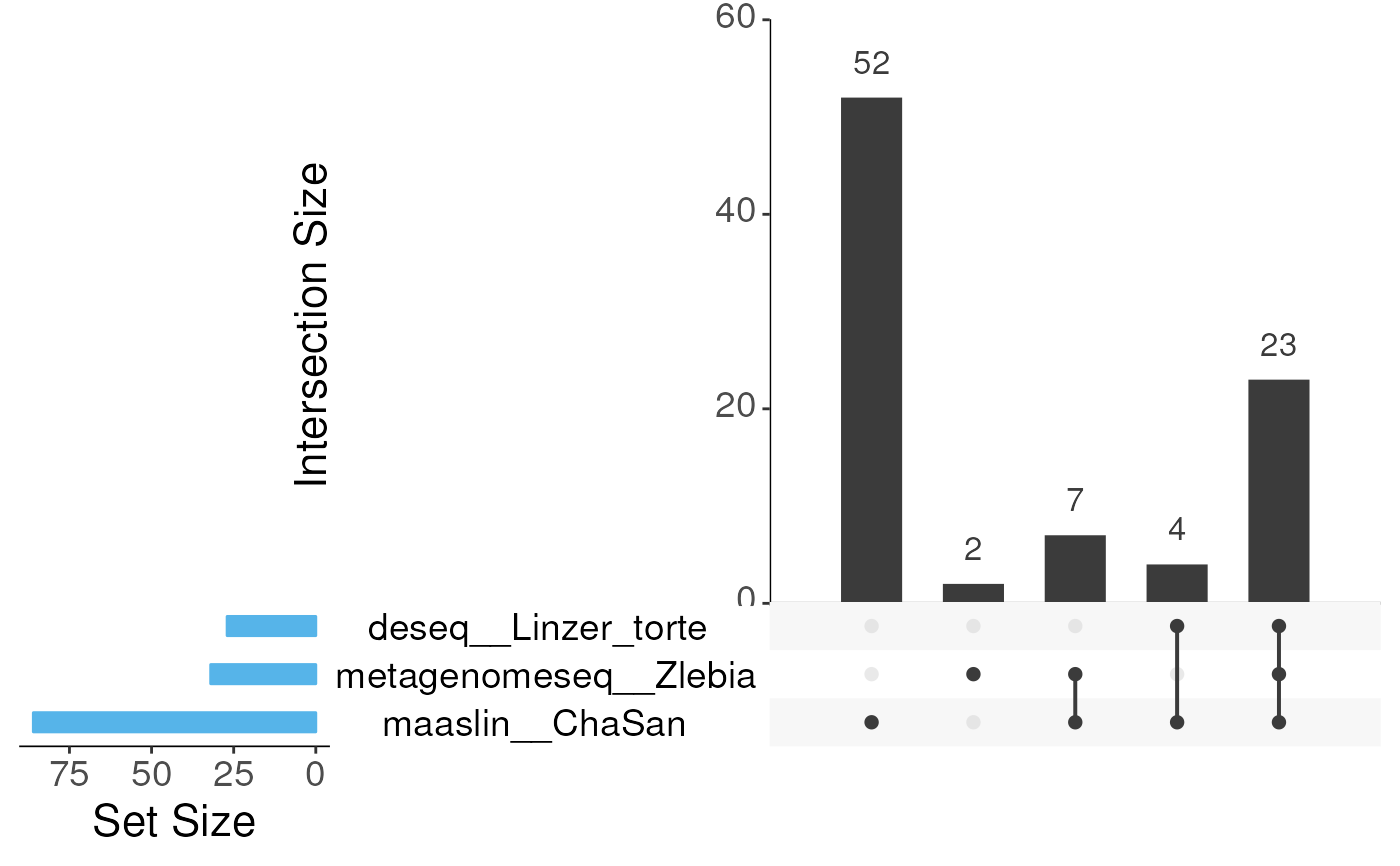 Intersection Size
60
40
20
0
52
2
7
4
23
deseq__Linzer_torte
metagenomeseq__Zlebia
maaslin__ChaSan
75 50 25 0
Set Size